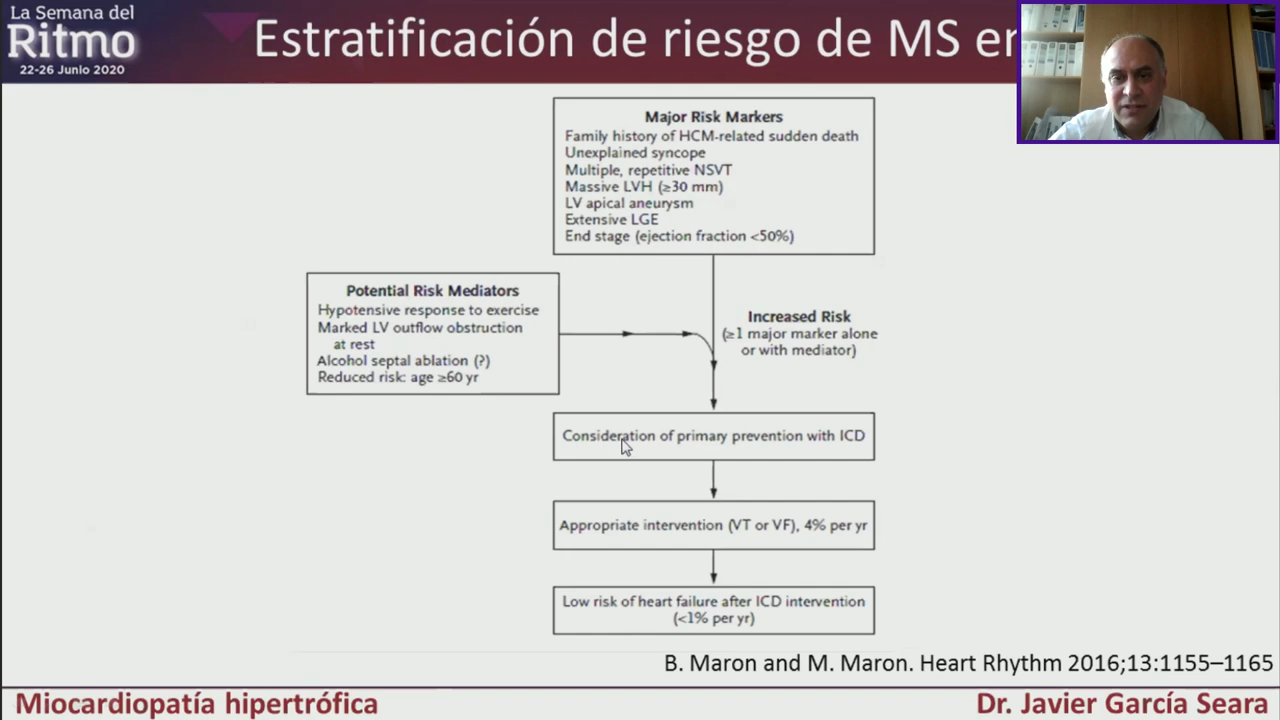 La Semana del
Ritmo
22-26 Junio 2020
Estratificación de riesgo de MS en
Major Risk Markers
Family history of HCM-related sudden death
Unexplained syncope
Multiple, repetitive NSVT
Massive LVH (≥30 mm)
LV apical aneurysm
Extensive LGE
End stage (ejection fraction <50%)
Potential Risk Mediators
Hypotensive response to exercise
Marked LV outflow obstruction
at rest
Alcohol septal ablation (?)
Reduced risk: age ≥60 yr
Increased Risk
(≥1 major marker alone
or with mediator)
Consideration of primary prevention with ICD
Appropriate intervention (VT or VF), 4% per yr
Low risk of heart failure after ICD intervention
(<1% per yr)
B. Maron and M. Maron. Heart Rhythm 2016;13:1155–1165
Miocardiopatía hipertrófica
Dr. Javier García Seara